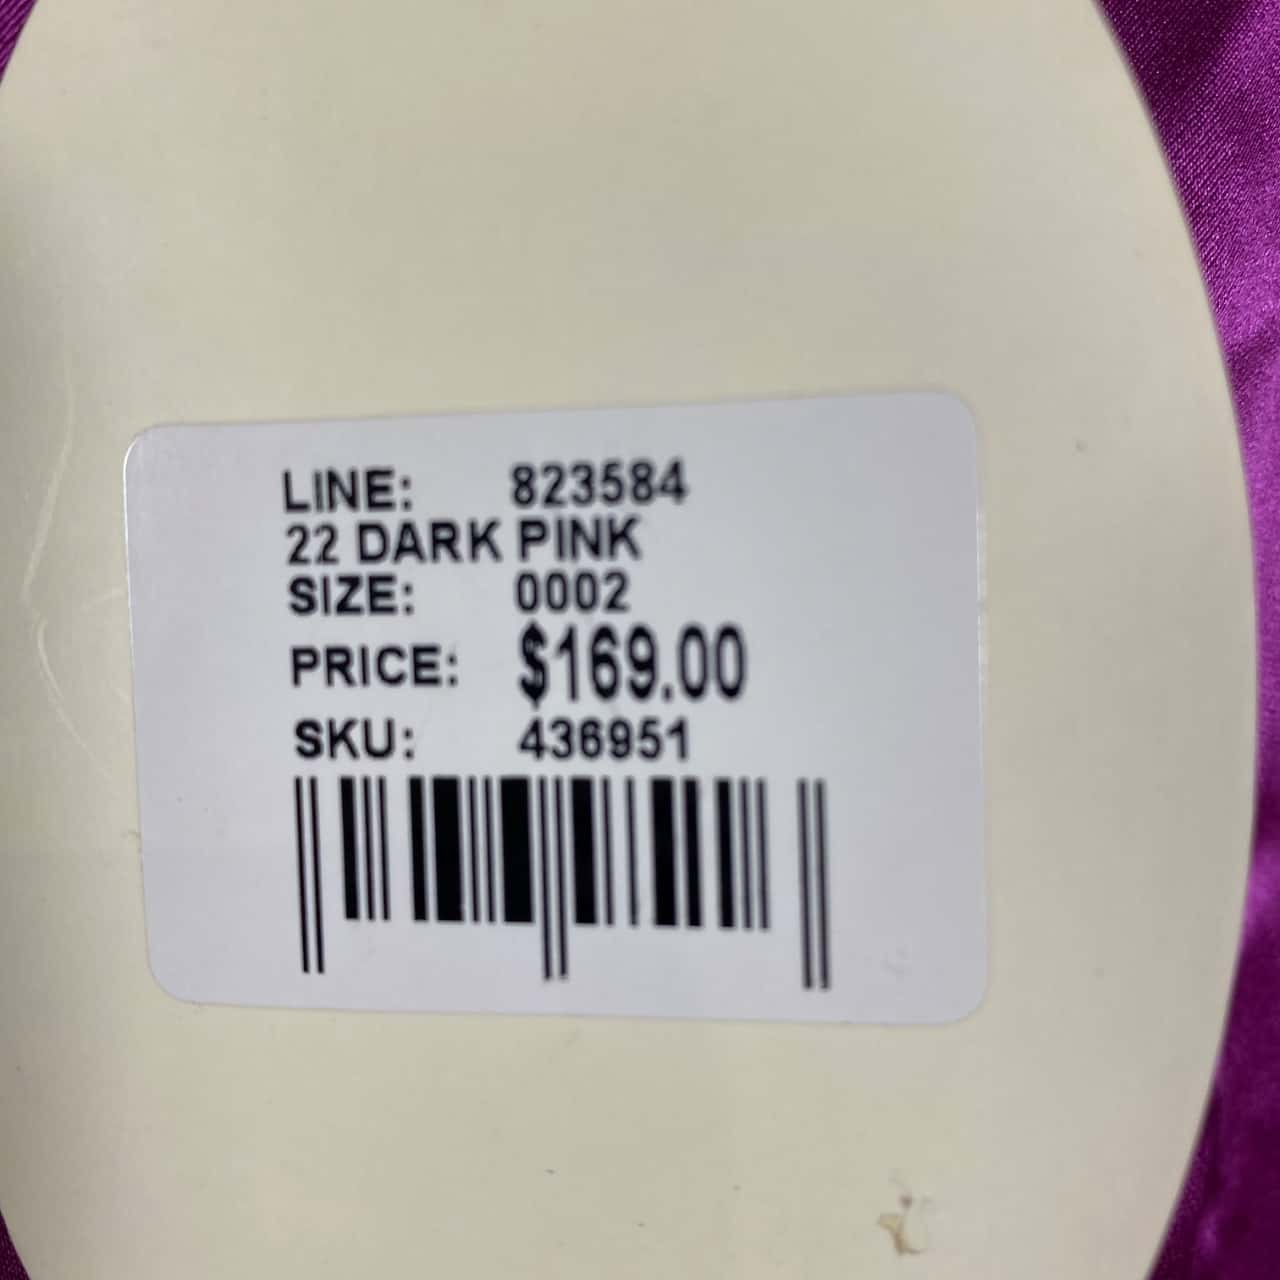 LINE: 823584
22 DARK PINK
SIZE: 0002
PRICE: $169.00
SKU: 436951